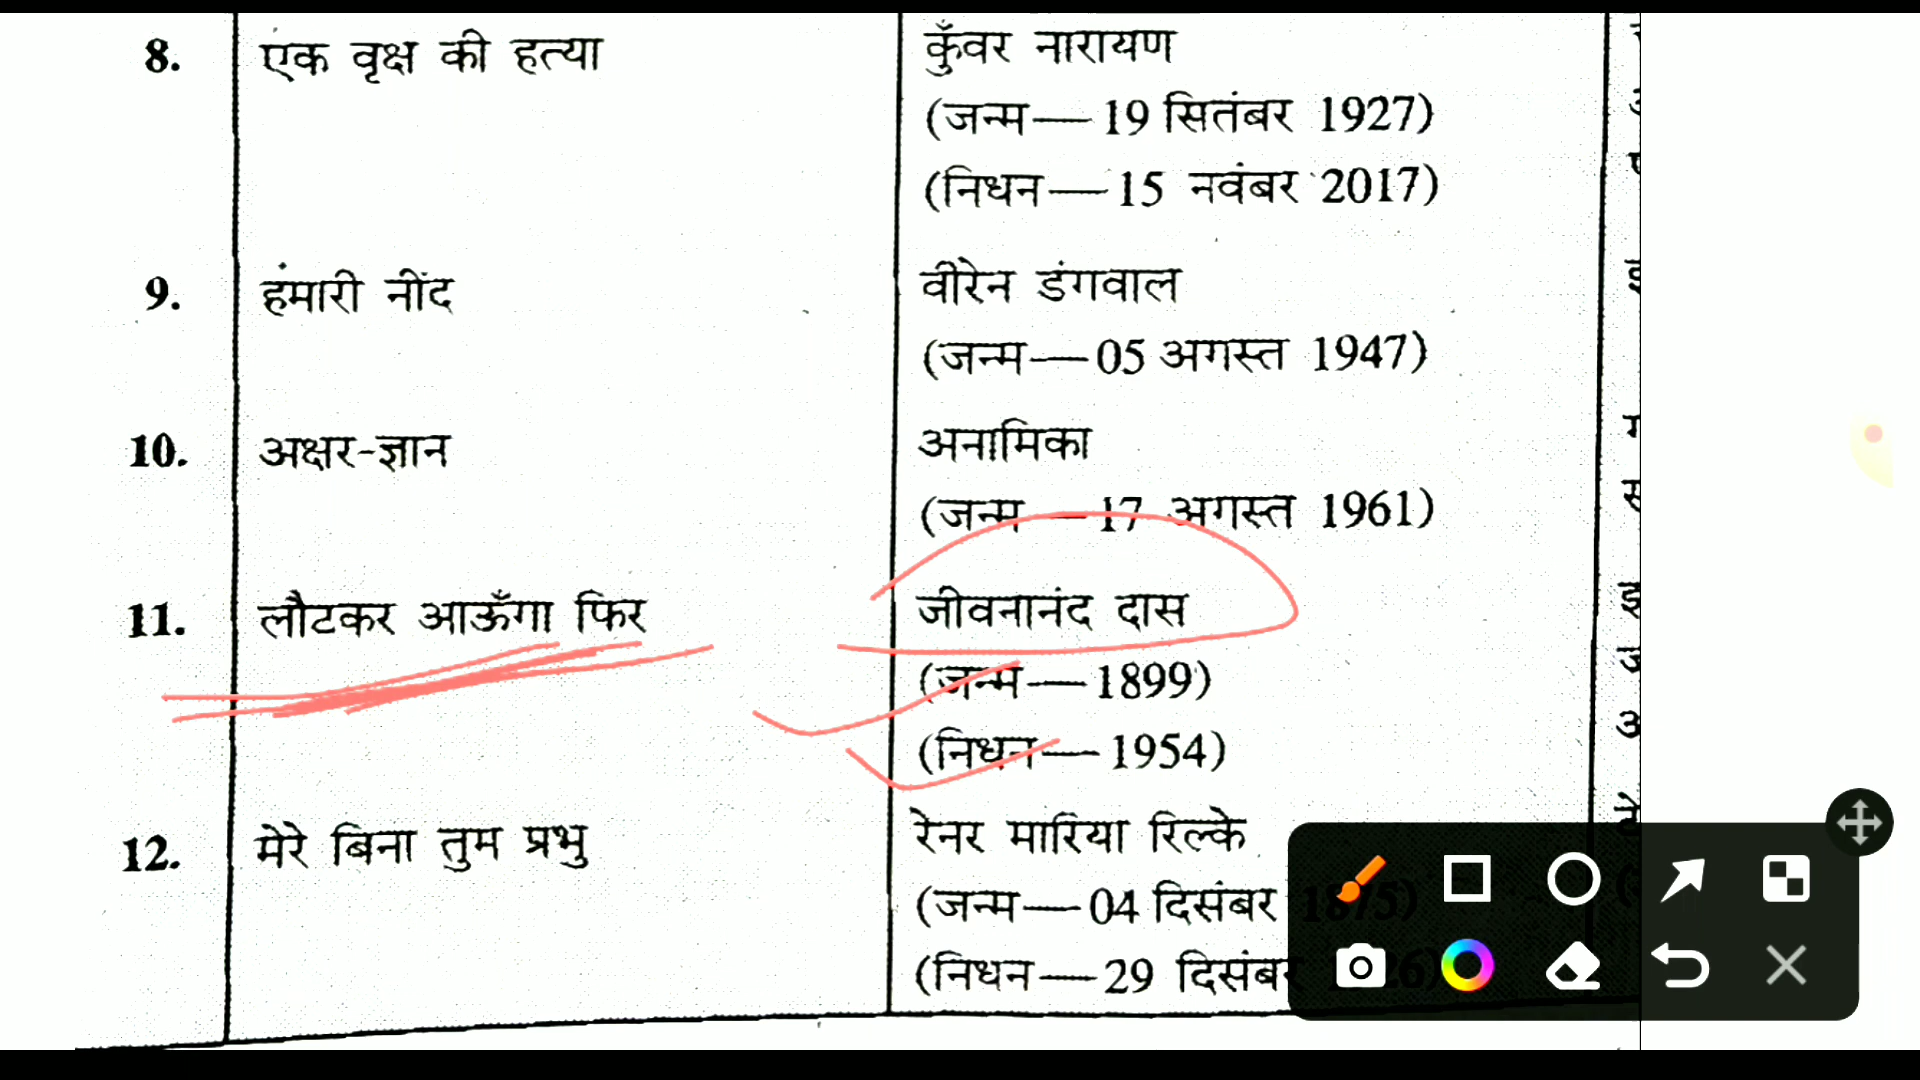 8. एक वृक्ष की हत्या कुँवर नारायण
(जन्म—19 सितंबर 1927)
(निधन—15 नवंबर 2017)
9. हंमारी नींद वीरेन डंगवाल
(जन्म—05 अगस्त 1947)
10. अक्षर-ज्ञान अनामिका
(जन्म—17 अगस्त 1961)
11. लौटकर आऊँगा फिर जीवनानंद दास
(जन्म—1899)
(निधन—1954)
12. मेरे बिना तुम प्रभु रेनर मारिया रिल्के
(जन्म—04 दिसंबर 1875)
(निधन—29 दिसंबर